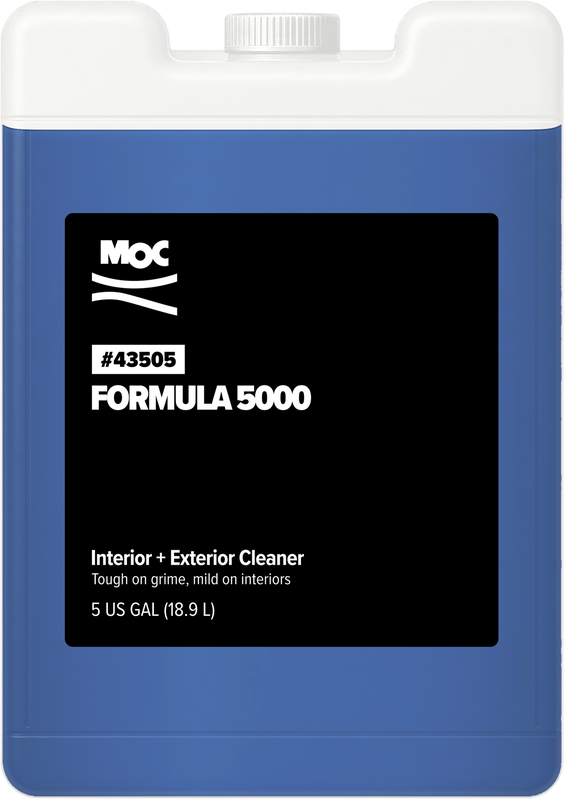 MOC
#43505
FORMULA 5000
Interior + Exterior Cleaner
Tough on grime, mild on interiors
5 US GAL (18.9 L)